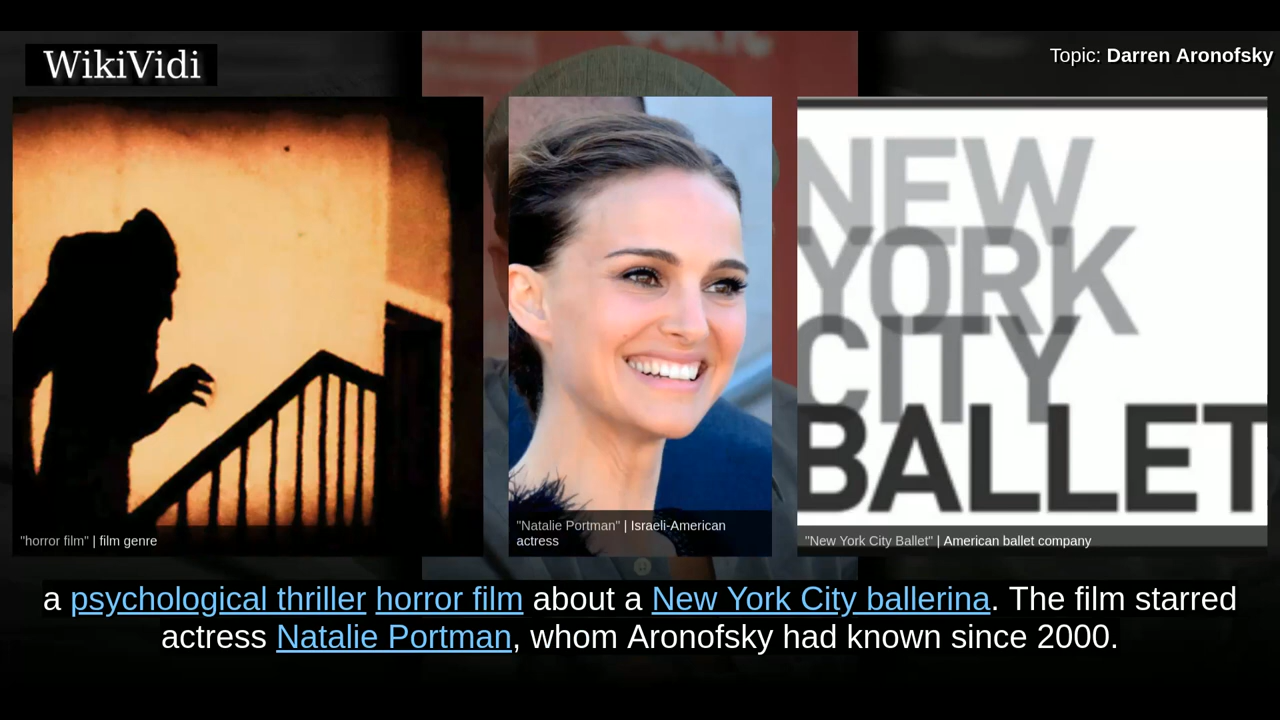 WikiVidi
Topic: Darren Aronofsky
NEW
YORK
CITY
BALLET
"horror film" | film genre
"Natalie Portman" | Israeli-American
actress
"New York City Ballet" | American ballet company
a psychological thriller horror film about a New York City ballerina. The film starred
actress Natalie Portman, whom Aronofsky had known since 2000.